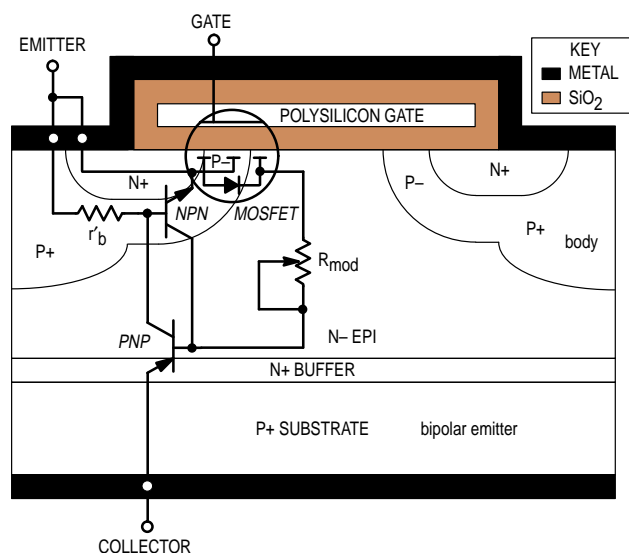 GATE
EMITTER
KEY
METAL
SiO2
POLYSILICON GATE
P–
N+
NPN
MOSFET
P–
N+
r′b
P+
Rmod
P+
body
PNP
N– EPI
N+ BUFFER
P+ SUBSTRATE bipolar emitter
COLLECTOR